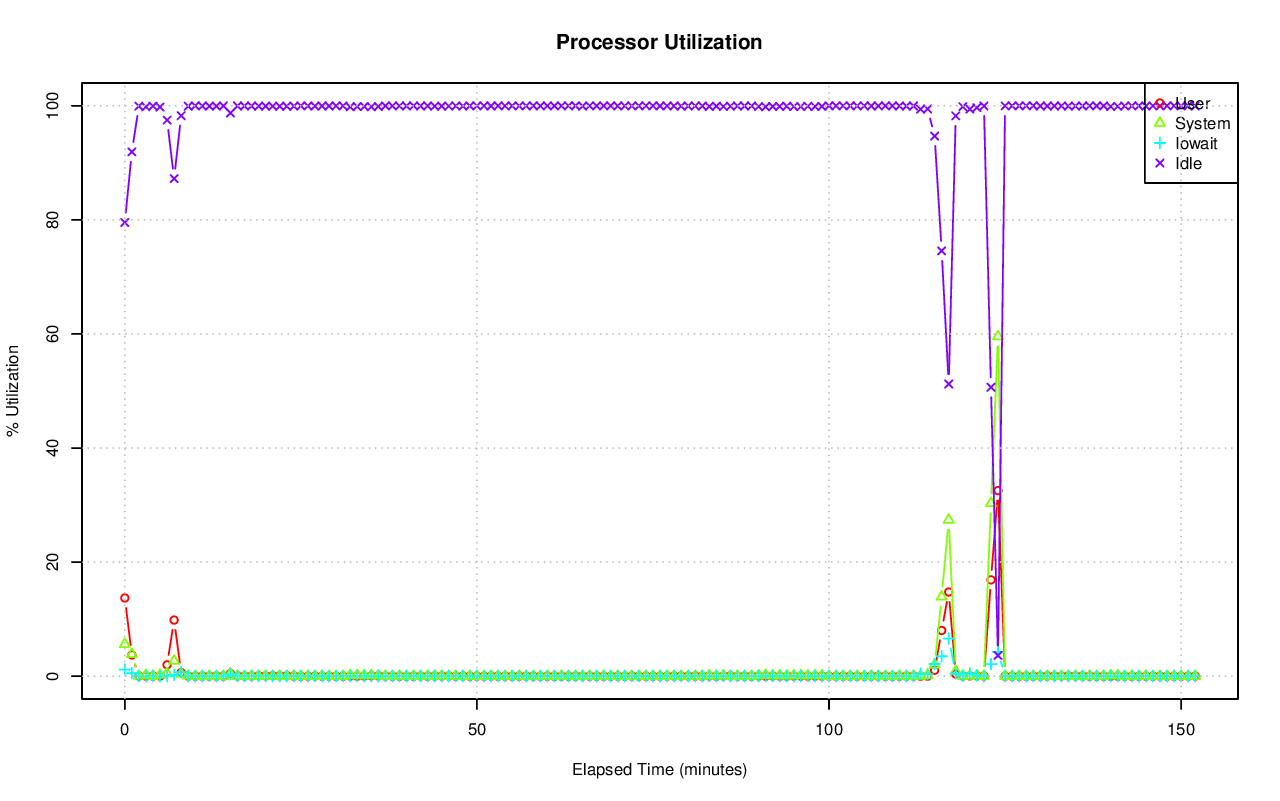 Processor Utilization
% Utilization
100
80
60
40
20
0
User
System
Iowait
Idle
0 50 100 150
Elapsed Time (minutes)